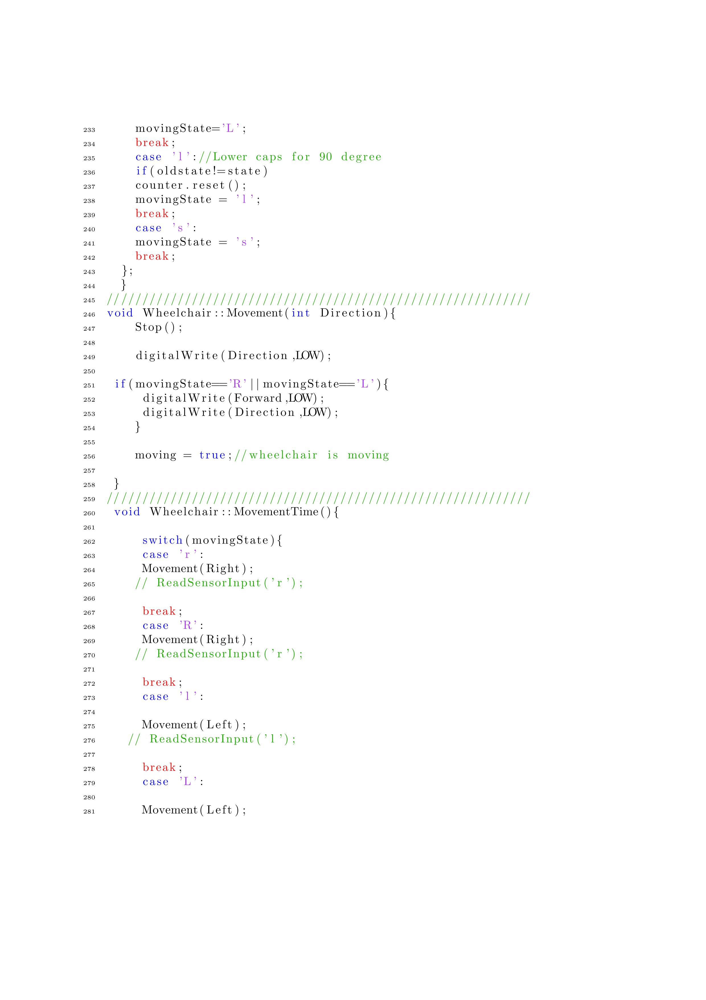 233 movingState='L';
234 break;
235 case 'l'://Lower caps for 90 degree
236 if(oldstate!=state)
237 counter.reset();
238 movingState = 'l';
239 break;
240 case 's':
241 movingState = 's';
242 break;
243 };
244 }
245 ////////////////////////////////////////////////////////////
246 void Wheelchair::Movement(int Direction){
247 Stop();
248
249 digitalWrite(Direction,LOW);
250
251 if(movingState=='R'||movingState=='L'){
252 digitalWrite(Forward,LOW);
253 digitalWrite(Direction,LOW);
254 }
255
256 moving = true;//wheelchair is moving
257
258 }
259 ////////////////////////////////////////////////////////////
260 void Wheelchair::MovementTime(){
261
262 switch(movingState){
263 case 'r':
264 Movement(Right);
265 // ReadSensorInput('r');
266
267 break;
268 case 'R':
269 Movement(Right);
270 // ReadSensorInput('r');
271
272 break;
273 case 'l':
274
275 Movement(Left);
276 // ReadSensorInput('l');
277
278 break;
279 case 'L':
280
281 Movement(Left);